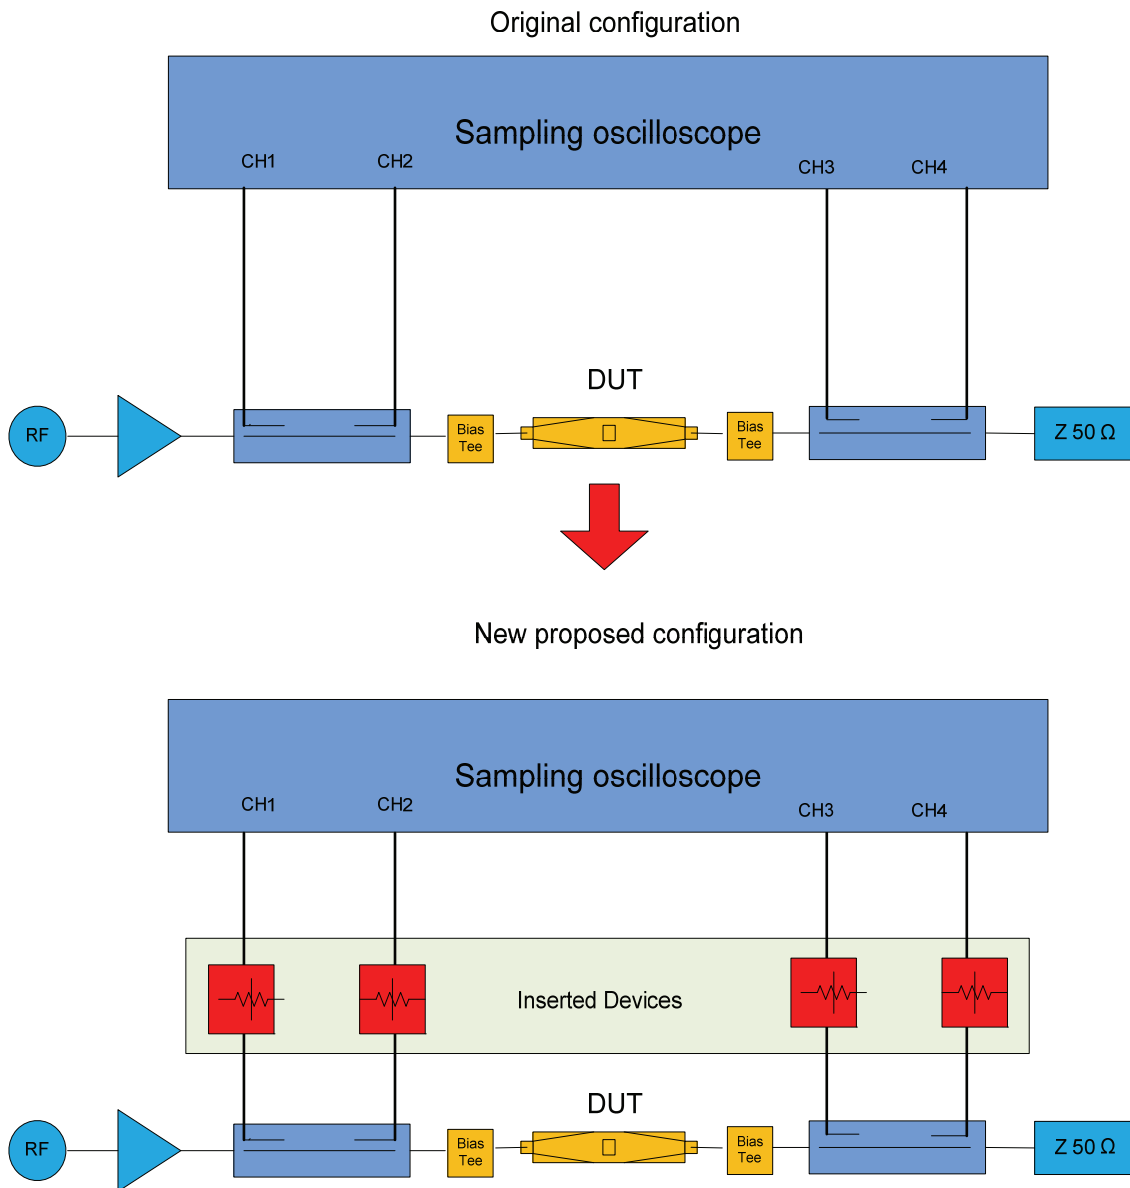 Original configuration
Sampling oscilloscope
CH1
CH2
CH3
CH4
DUT
RF
Bias
Tee
Bias
Tee
Z 50 Ω
New proposed configuration
Sampling oscilloscope
CH1
CH2
CH3
CH4
Inserted Devices
DUT
RF
Bias
Tee
Bias
Tee
Z 50 Ω